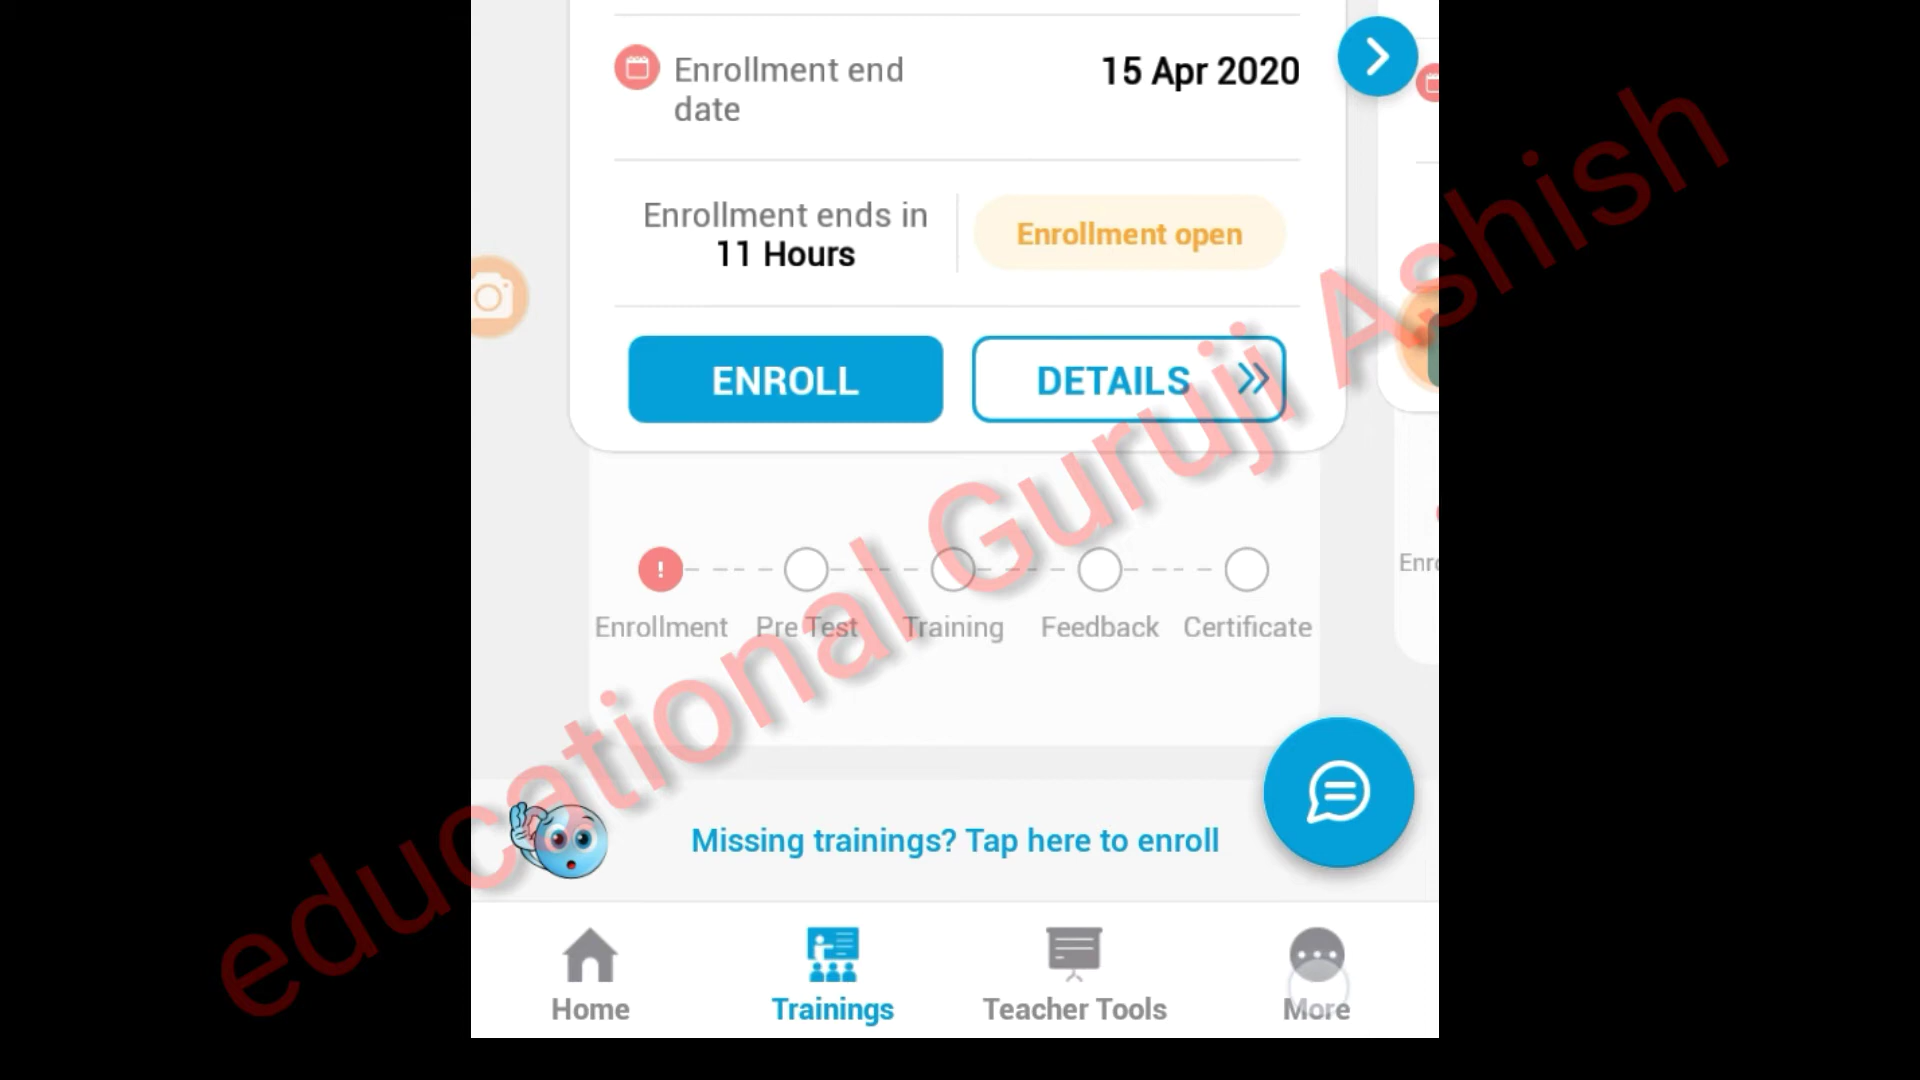 Enrollment end
date
15 Apr 2020
Enrollment ends in
11 Hours
Enrollment open
ENROLL
DETAILS
!
Enrollment
Pre Test
Training
Feedback
Certificate
Enro
Missing trainings? Tap here to enroll
Home
Trainings
Teacher Tools
More
educational Guruji Ashish